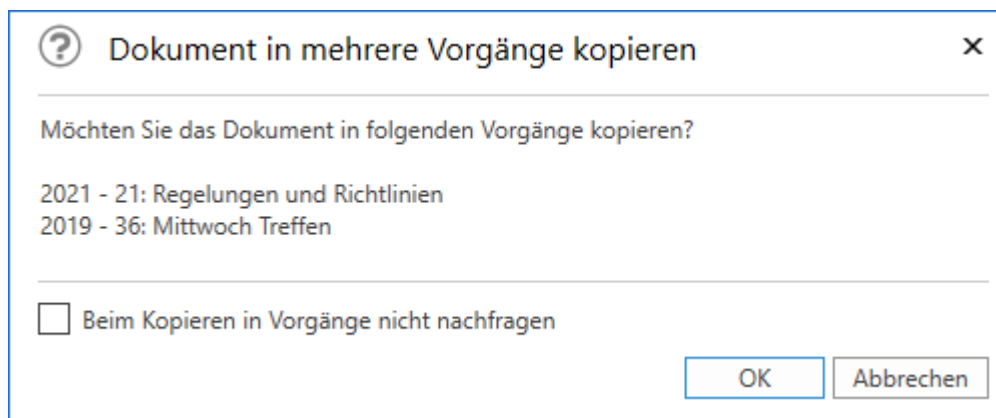 Dokument in mehrere Vorgänge kopieren
Möchten Sie das Dokument in folgenden Vorgänge kopieren?
2021 - 21: Regelungen und Richtlinien
2019 - 36: Mittwoch Treffen
Beim Kopieren in Vorgänge nicht nachfragen
OK Abbrechen